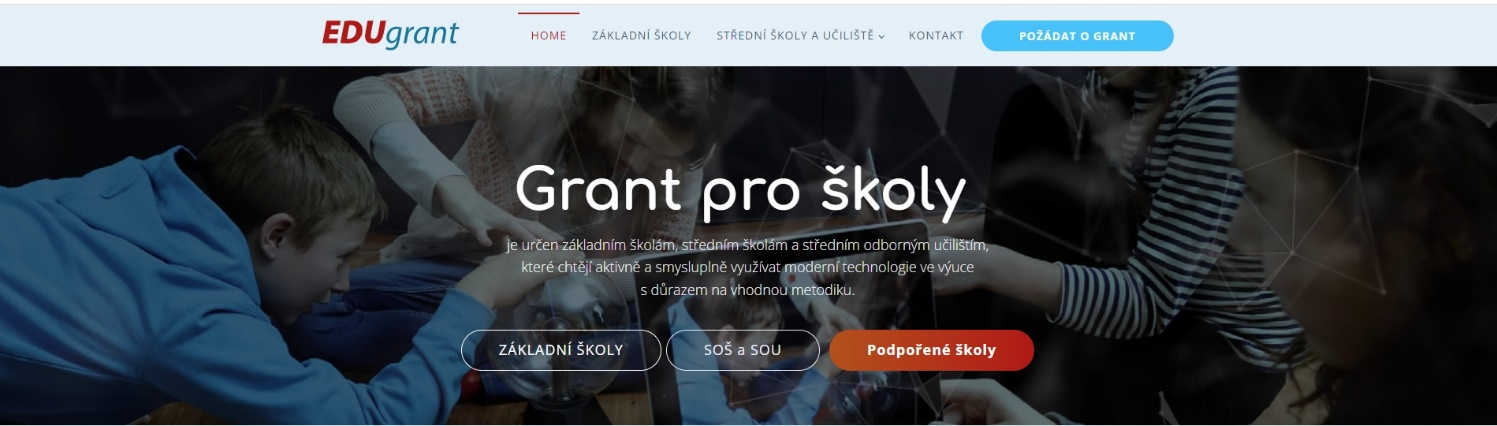 EDUgrant
HOME
ZÁKLADNÍ ŠKOLY
STŘEDNÍ ŠKOLY A UČILIŠTĚ
KONTAKT
POŽÁDAT O GRANT
Grant pro školy
je určen základním školám, středním školám a středním odborným učilištím,
které chtějí aktivně a smysluplně využívat moderní technologie ve výuce
s důrazem na vhodnou metodiku.
ZÁKLADNÍ ŠKOLY
SOŠ a SOU
Podpořené školy